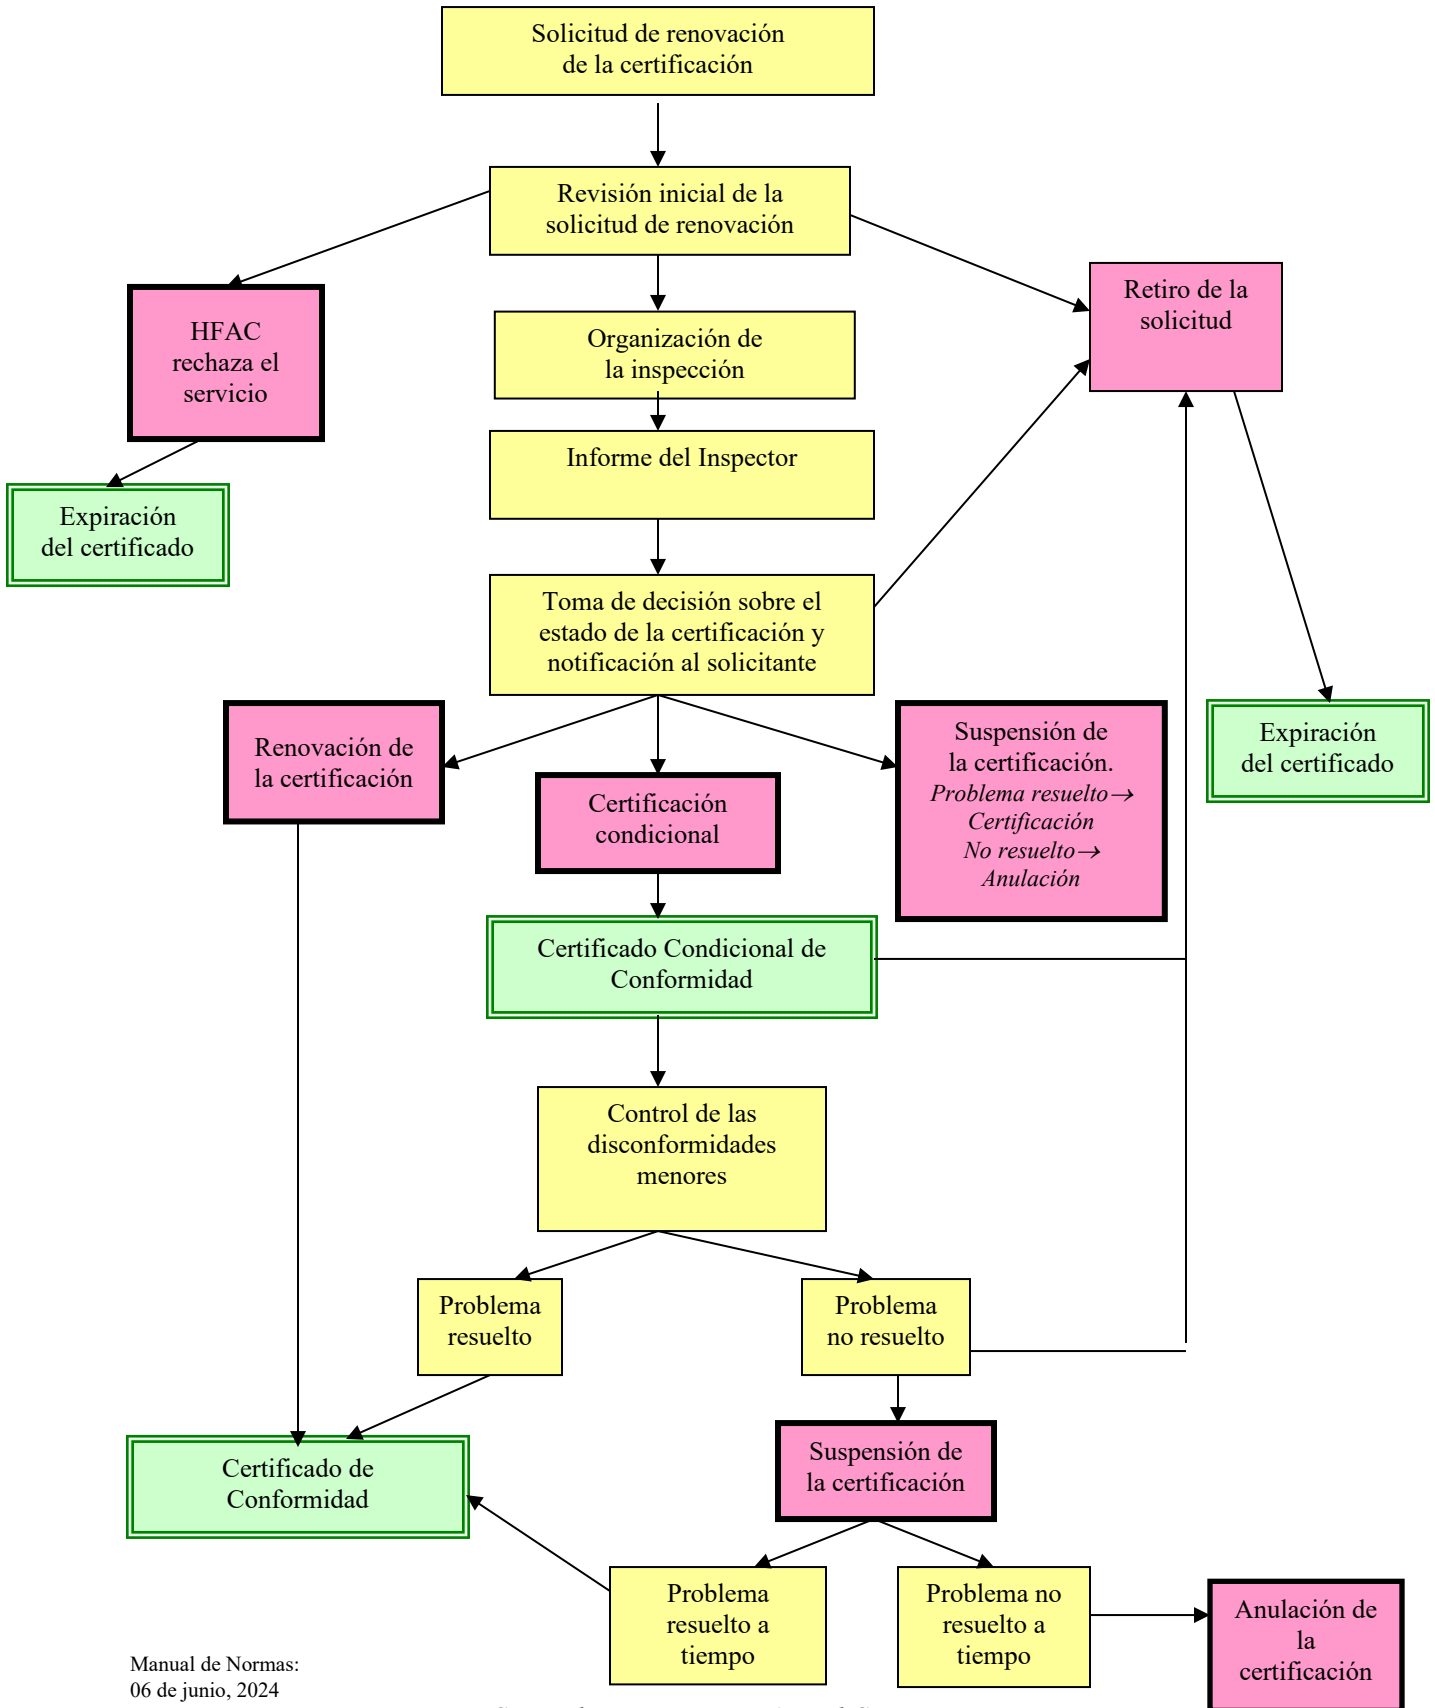 Solicitud de renovación
de la certificación
Revisión inicial de la
solicitud de renovación
Retiro de la
solicitud
HFAC
rechaza el
servicio
Organización de
la inspección
Informe del Inspector
Expiración
del certificado
Toma de decisión sobre el
estado de la certificación y
notificación al solicitante
Renovación de
la certificación
Certificación
condicional
Suspensión de
la certificación.
Problema resuelto→
Certificación
No resuelto→
Anulación
Expiración
del certificado
Certificado Condicional de
Conformidad
Control de las
disconformidades
menores
Problema
resuelto
Problema
no resuelto
Certificado de
Conformidad
Suspensión de
la certificación
Problema
resuelto a
tiempo
Problema no
resuelto a
tiempo
Anulación de
la
certificación
Manual de Normas:
06 de junio, 2024